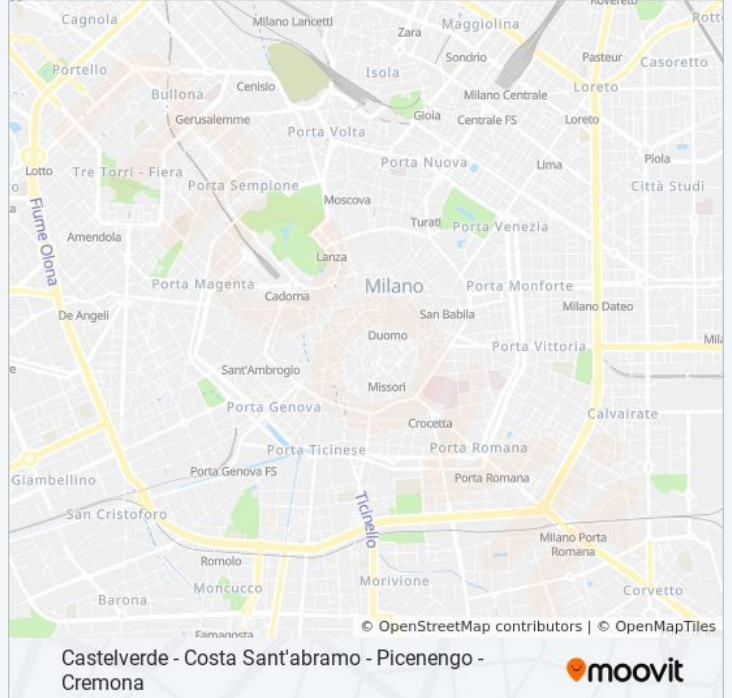 Cagnola
Milano Lancetti
Zara
Maggiolina
Rovereto
Portello
Sondrio
Pasteur
Casoretto
Isola
Bullona
Cenisio
Milano Centrale
Loreto
Gerusalemme
Gioia
Centrale FS
Loreto
Porta Volta
Lotto
Tre Torri - Fiera
Porta Nuova
Lima
Piola
Porta Sempione
Città Studi
Moscova
Fiume Olona
Turati
Porta Venezia
Amendola
Lanza
Porta Magenta
Milano
Porta Monforte
Cadorna
De Angeli
San Babila
Milano Dateo
Duomo
Porta Vittoria
Sant'Ambrogio
Missori
Porta Genova
Calvairate
Crocetta
Porta Ticinese
Porta Romana
Giambellino
Porta Genova FS
Porta Romana
San Cristoforo
Ticinello
Milano Porta
Romana
Romolo
Morivione
Moncucco
Corvetto
Barona
Famagosta
© OpenStreetMap contributors | © OpenMapTiles
Castelverde - Costa Sant'abramo - Picenengo -
Cremona
moovit